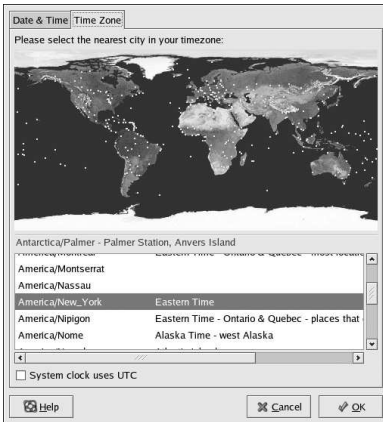 Date & Time Time Zone
Please select the nearest city in your timezone:
Antarctica/Palmer - Palmer Station, Anvers Island
America/Montserrat
America/Nassau
America/New_York Eastern Time
America/Nipigon Eastern Time - Ontario & Quebec - places that
America/Nome Alaska Time - west Alaska
System clock uses UTC
Help Cancel OK